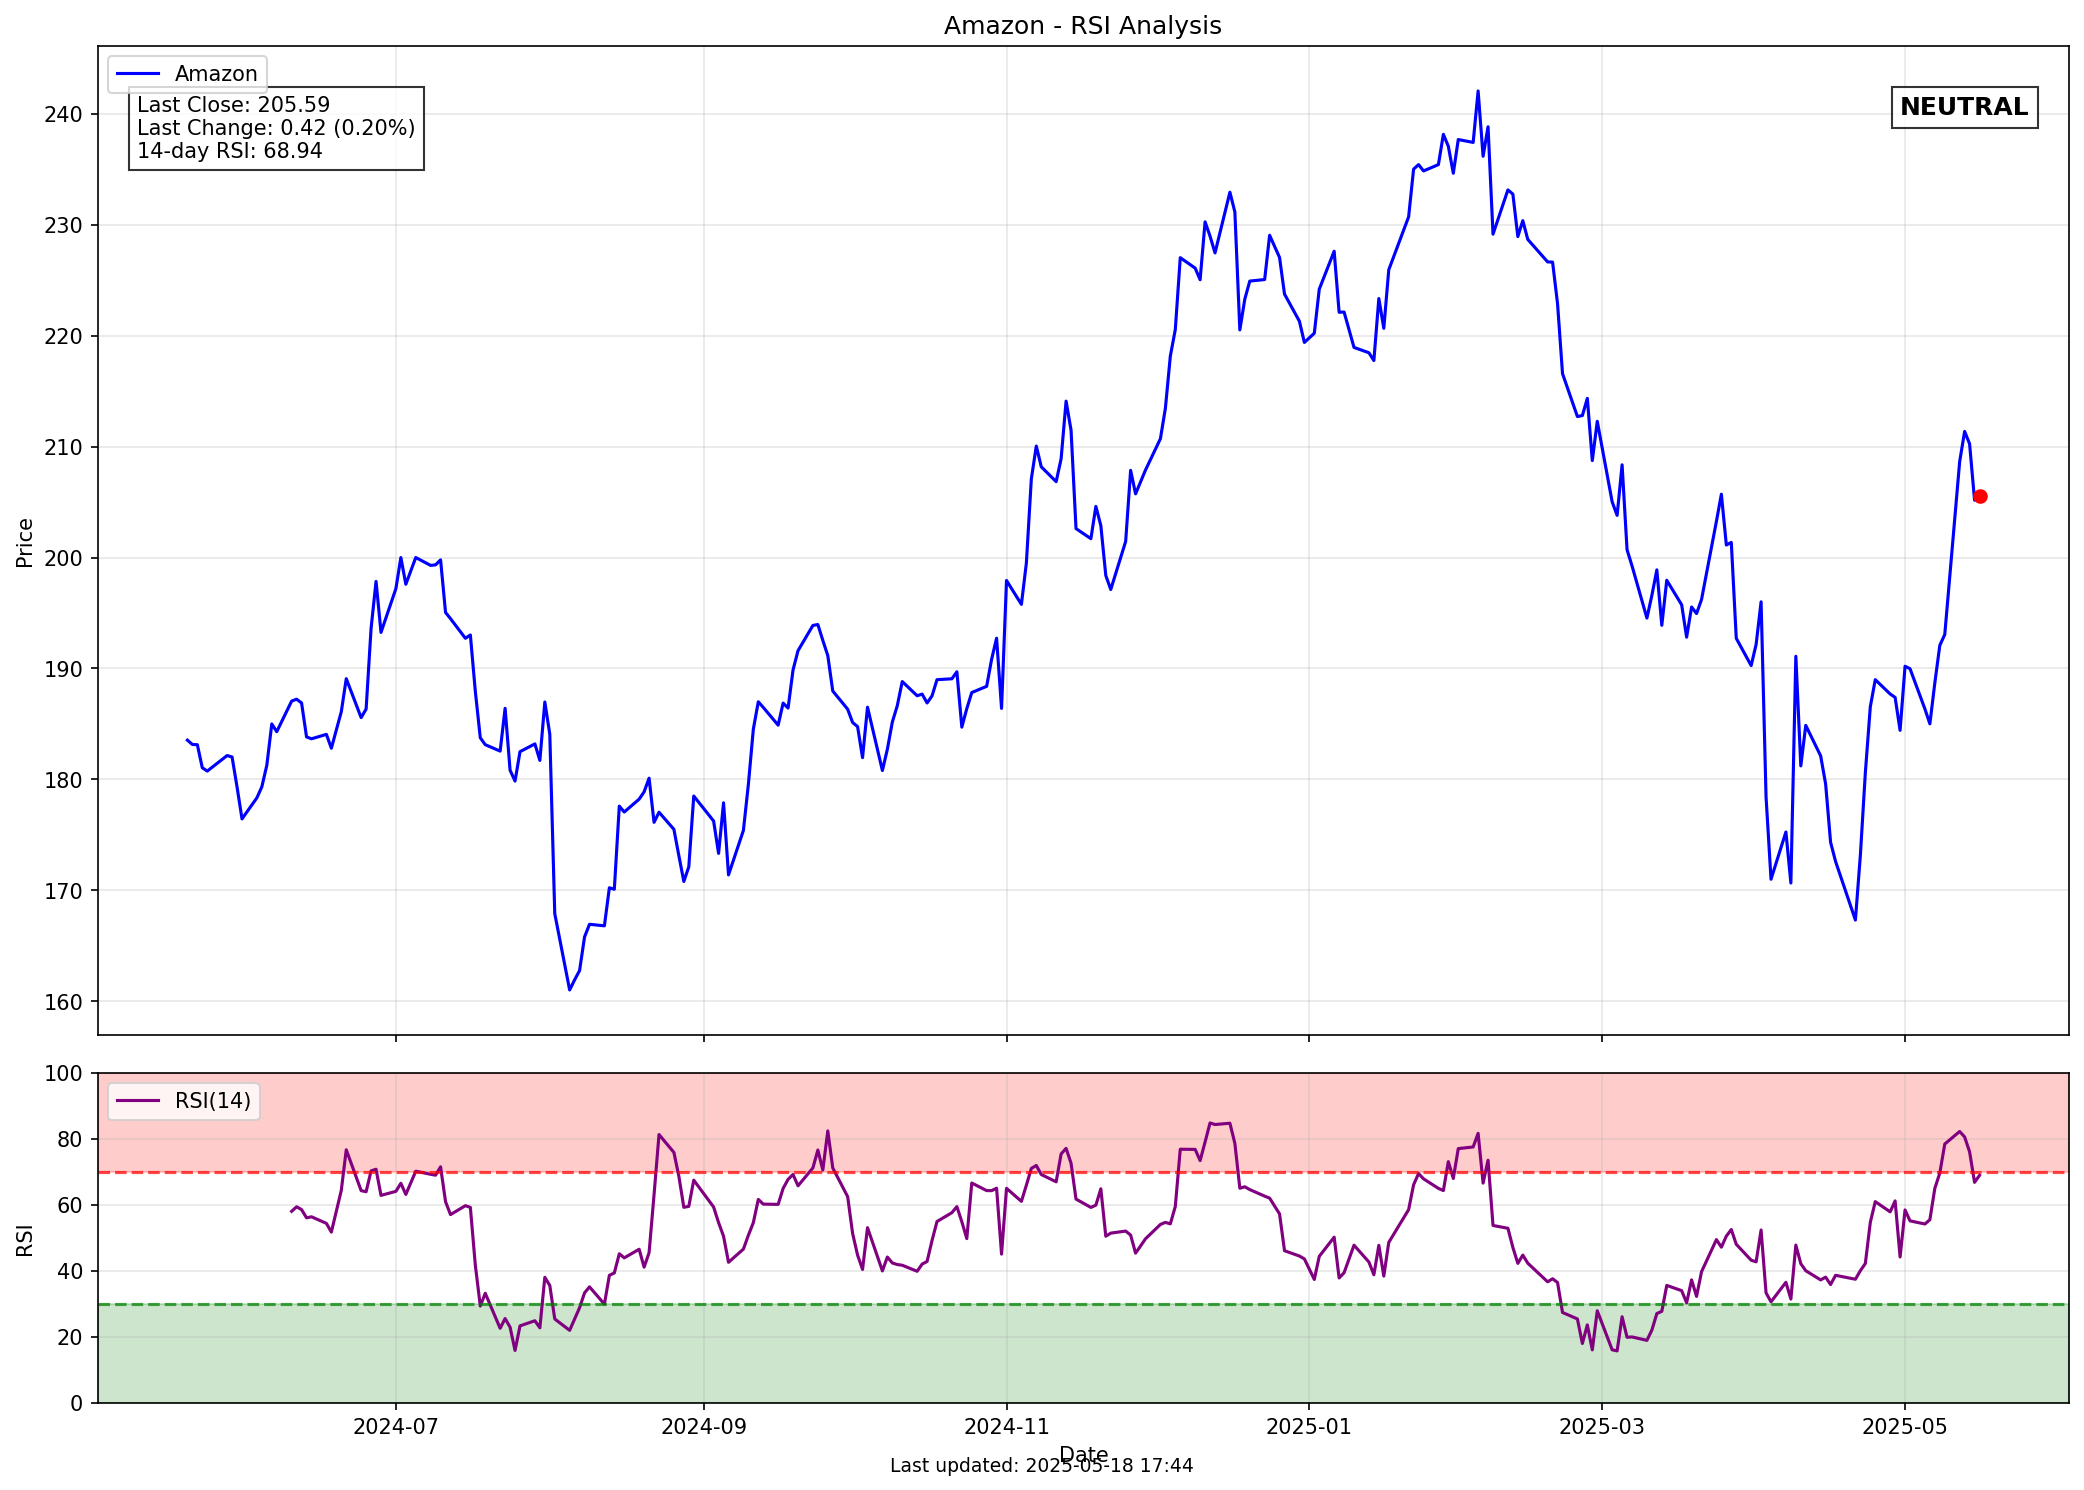 Amazon - RSI Analysis
Amazon
Last Close: 205.59
Last Change: 0.42 (0.20%)
14-day RSI: 68.94
NEUTRAL
240
230
220
210
200
190
180
170
160
Price
RSI(14)
100
80
60
40
20
0
RSI
2024-07
2024-09
2024-11
2025-01
2025-03
2025-05
Date
Last updated: 2025-05-18 17:44